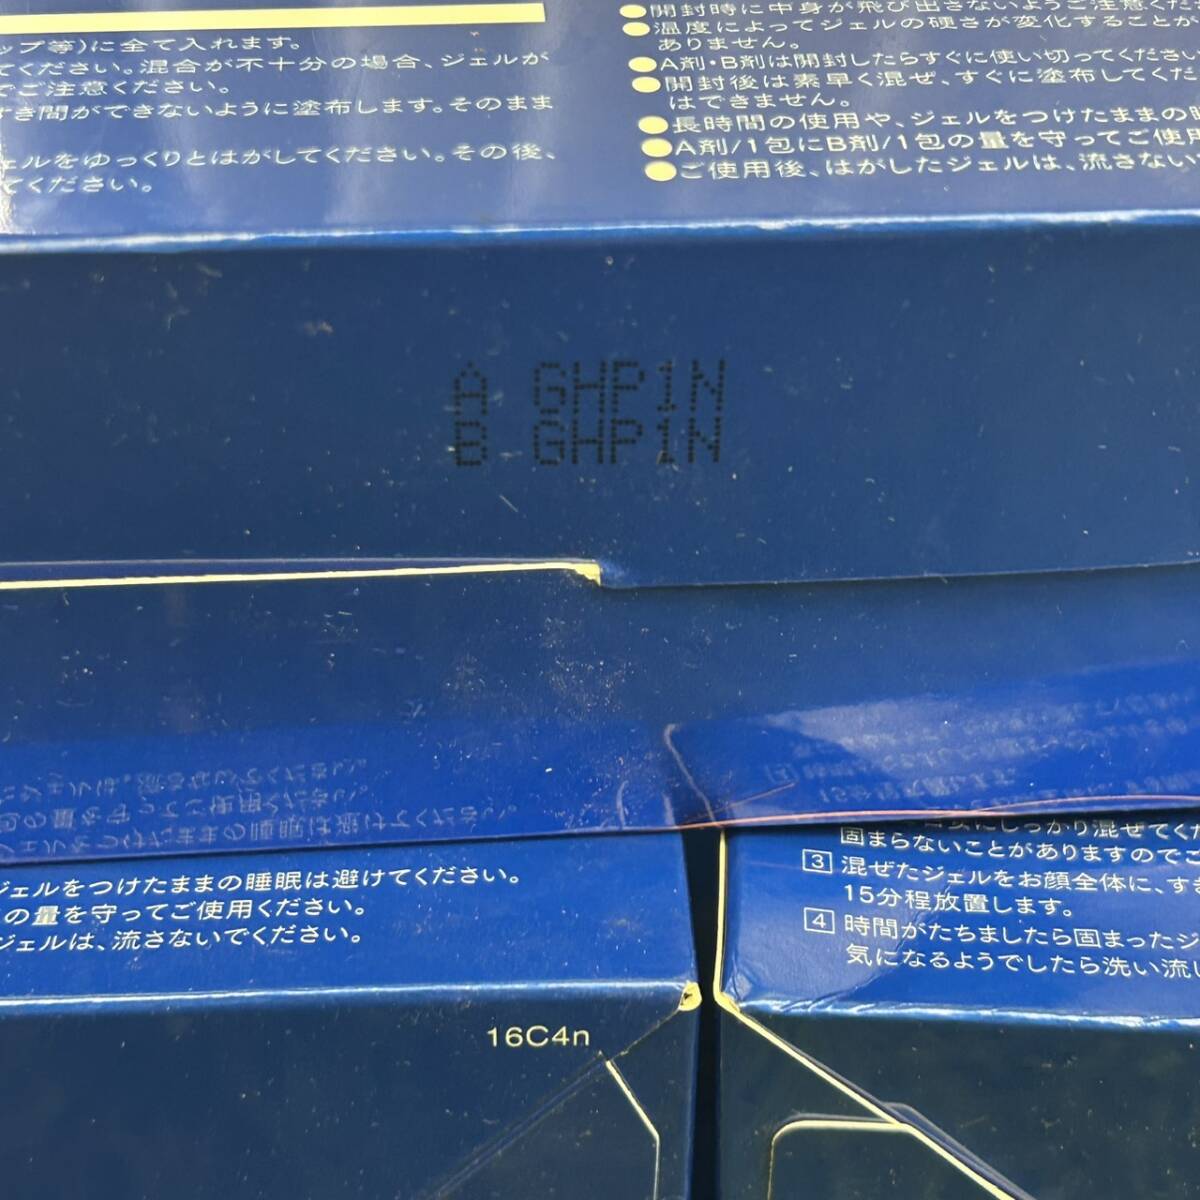 ップ等)に全て入れます。
てください。混合が不十分の場合、ジェルが
でご注意ください。
すき間ができないように塗布します。そのまま
ェルをゆっくりとはがしてください。その後、
てください。
●開封時に中身が飛び出さないようご注意くだ
●温度によってジェルの硬さが変化することが
ありません。
●A剤・B剤は開封したらすぐに使い切ってください
●開封後は素早く混ぜ、すぐに塗布してくだ
はできません。
●長時間の使用や、ジェルをつけたままの
●A剤/1包にB剤/1包の量を守ってご使用
●ご使用後、はがしたジェルは、流さない
A GHP1N
B GHP1N
ジェルをつけたままの睡眠は避けてください。
の量を守ってご使用ください。
ジェルは、流さないでください。
16C4n
にしっかり混ぜてく
固まらないことがありますのでご
3 混ぜたジェルをお顔全体に、す
15分程放置します。
4 時間がたちましたら固まったジ
気になるようでしたら洗い流し